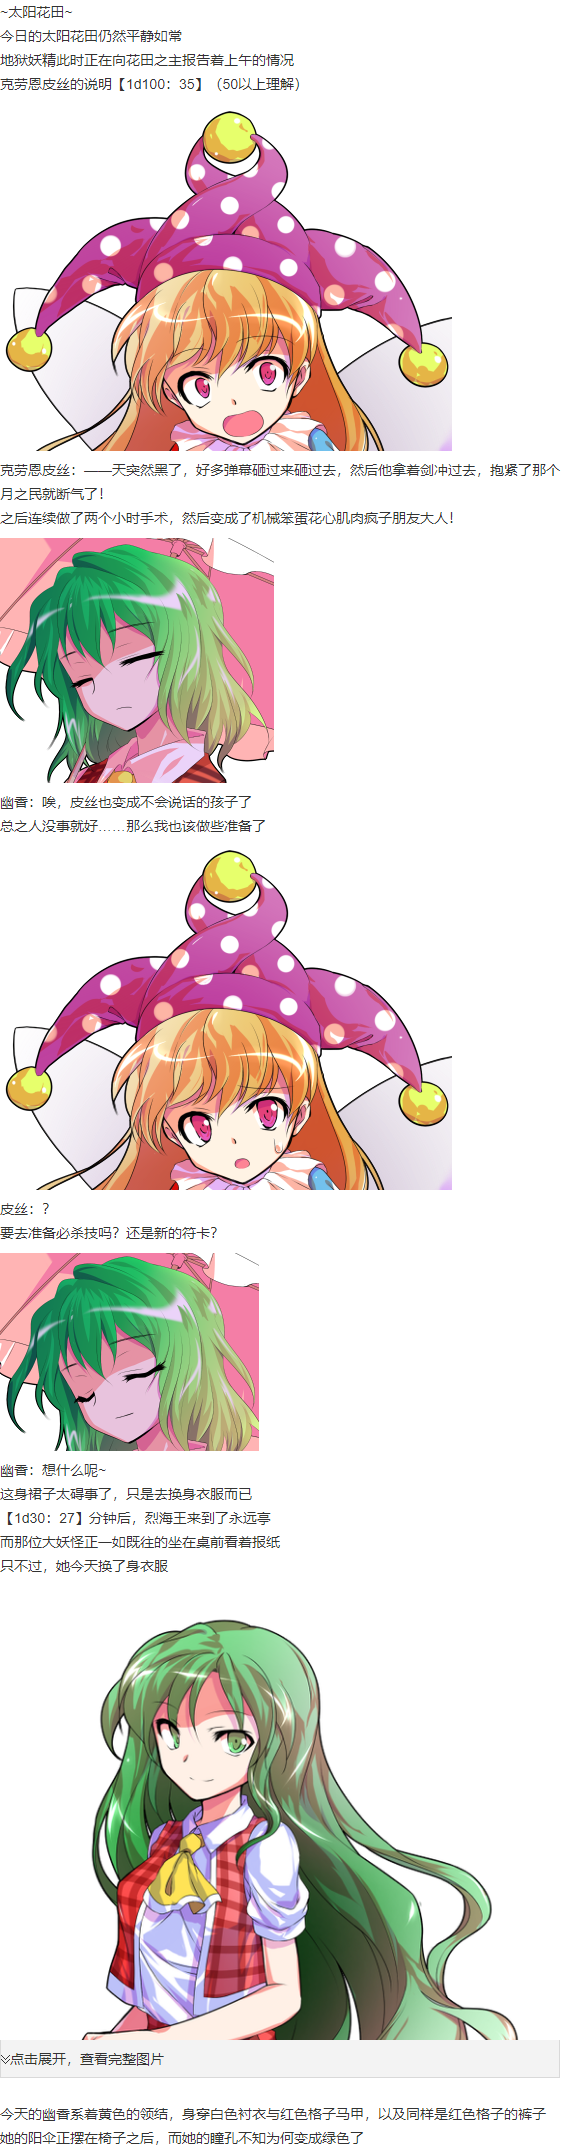 ~太阳花田~
今日的太阳花田仍然平静如常
地狱妖精此时正在向花田之主报告着上午的情况
克劳恩皮丝的说明【1d100：35】（50以上理解）
克劳恩皮丝：——天突然黑了，好多弹幕砸过来砸过去，然后他拿着剑冲过去，抱紧了那个
月之民就断气了！
之后连续做了两个小时手术，然后变成了机械笨蛋花心肌肉疯子朋友大人！
幽香：唉，皮丝也变成不会说话的孩子了
总之人没事就好……那么我也该做些准备了
皮丝：？
要去准备必杀技吗？还是新的符卡？
幽香：想什么呢~
这身裙子太碍事了，只是去换身衣服而已
【1d30：27】分钟后，烈海王来到了永远亭
而那位大妖怪正一如既往的坐在桌前看着报纸
只不过，她今天换了身衣服
点击展开，查看完整图片
今天的幽香系着黄色的领结，身穿白色衬衣与红色格子马甲，以及同样是红色格子的裤子
她的阳伞正摆在椅子之后，而她的瞳孔不知为何变成绿色了